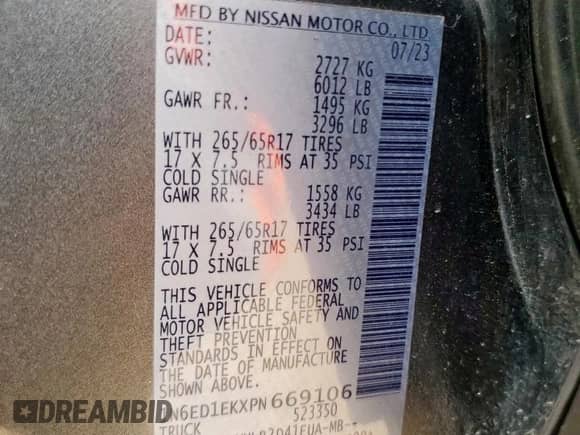 MFD BY NISSAN MOTOR CO., LTD.
DATE: 07/23
GVWR: 2727 KG
6012 LB
GAWR FR.: 1495 KG
3296 LB
WITH 265/65R17 TIRES
17 X 7.5 RIMS AT 35 PSI
COLD SINGLE
GAWR RR.: 1558 KG
3434 LB
WITH 265/65R17 TIRES
17 X 7.5 RIMS AT 35 PSI
COLD SINGLE
THIS VEHICLE CONFORMS TO
ALL APPLICABLE FEDERAL
MOTOR VEHICLE SAFETY AND
THEFT PREVENTION
STANDARDS IN EFFECT ON
THE DATE OF MANUFACTURE
SHOWN ABOVE.
N6ED1EKXPN669106
523350
TRUCK
DREAMBID
.COM
DREAMBID
.COM